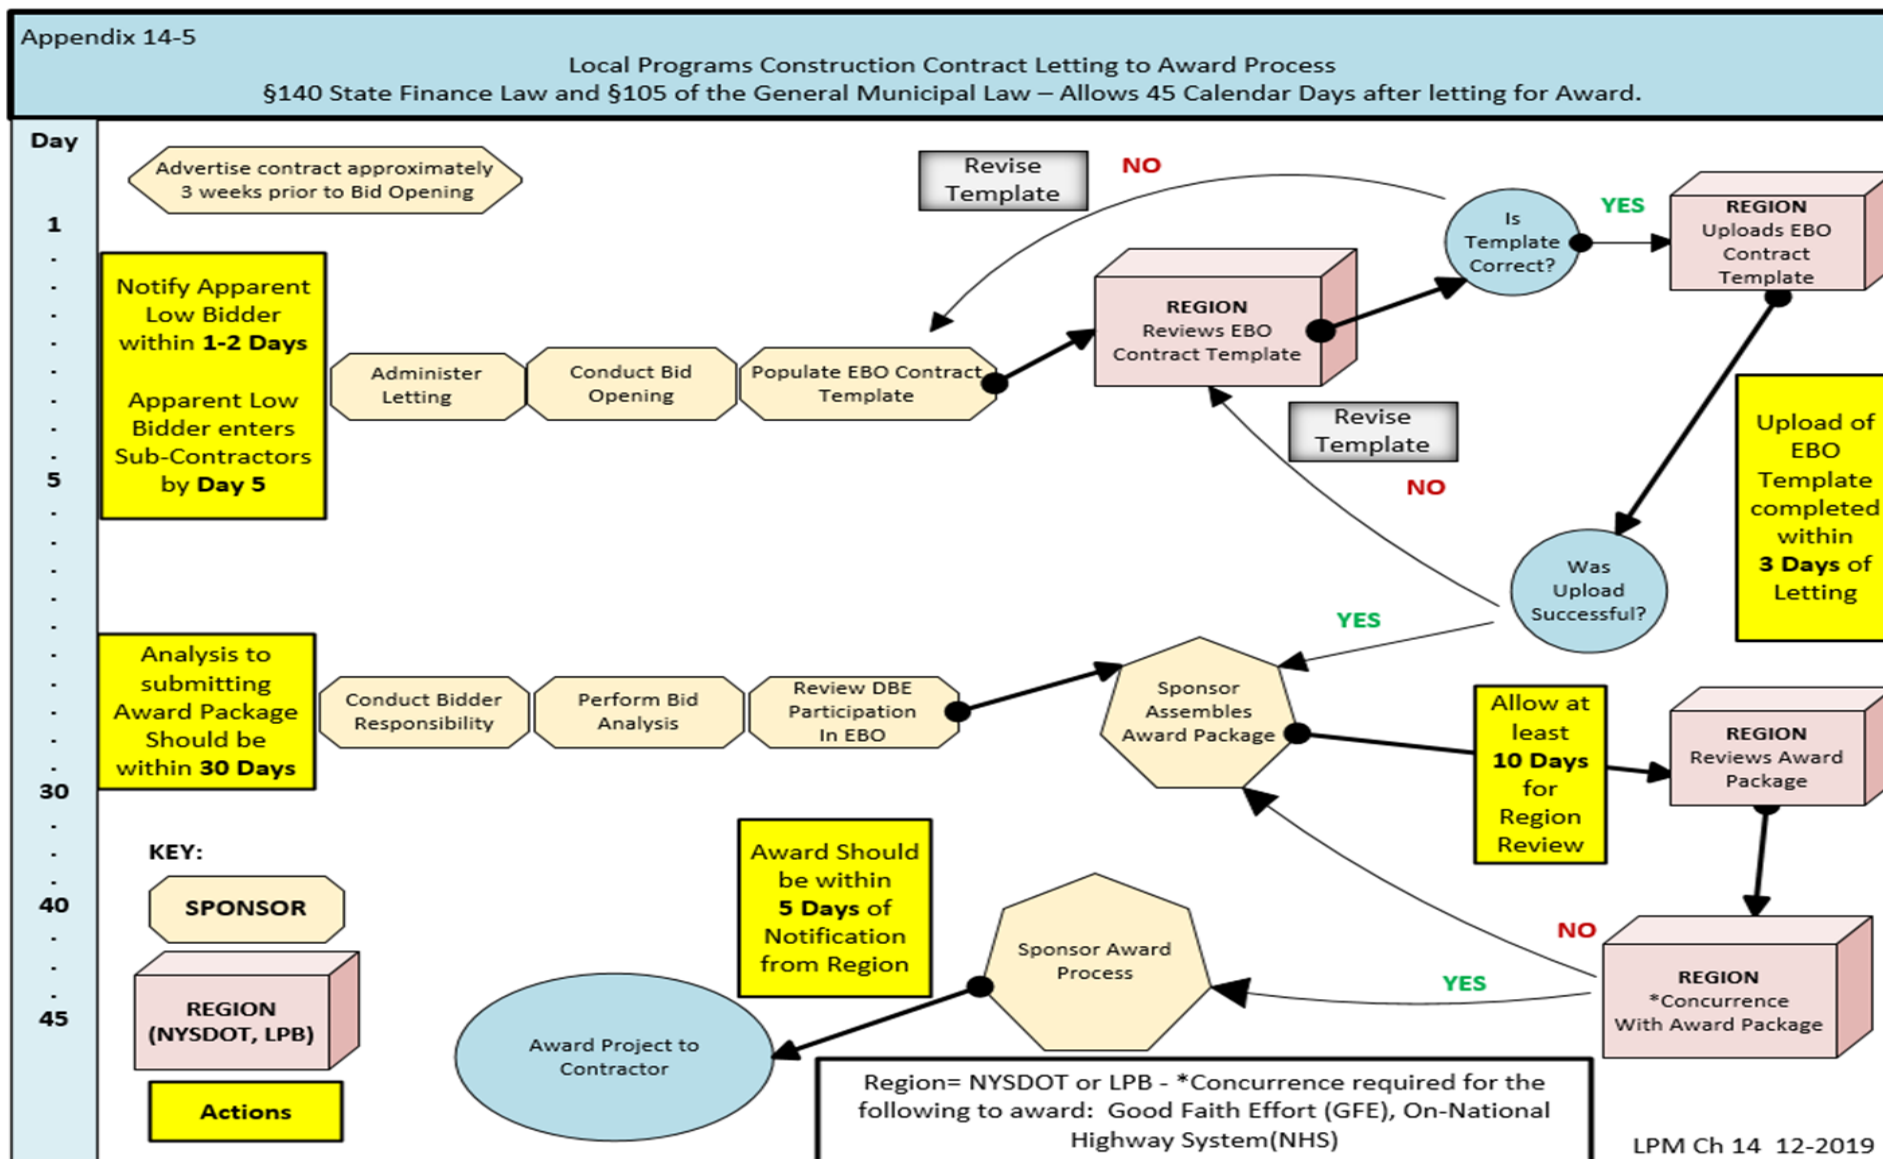 Appendix 14-5
Local Programs Construction Contract Letting to Award Process
§140 State Finance Law and §105 of the General Municipal Law – Allows 45 Calendar Days after letting for Award.
Day
1
5
30
40
45
Advertise contract approximately
3 weeks prior to Bid Opening
Notify Apparent
Low Bidder
within 1-2 Days
Apparent Low
Bidder enters
Sub-Contractors
by Day 5
Administer
Letting
Conduct Bid
Opening
Populate EBO Contract
Template
Revise
Template
NO
REGION
Reviews EBO
Contract Template
Is
Template
Correct?
YES
REGION
Uploads EBO
Contract
Template
Revise
Template
NO
Upload of
EBO
Template
completed
within
3 Days of
Letting
Was
Upload
Successful?
YES
Analysis to
submitting
Award Package
Should be
within 30 Days
Conduct Bidder
Responsibility
Perform Bid
Analysis
Review DBE
Participation
In EBO
Sponsor
Assembles
Award Package
Allow at
least
10 Days
for
Region
Review
REGION
Reviews Award
Package
NO
REGION
*Concurrence
With Award Package
YES
Sponsor Award
Process
Award Should
be within
5 Days of
Notification
from Region
Award Project to
Contractor
KEY:
SPONSOR
REGION
(NYSDOT, LPB)
Actions
Region= NYSDOT or LPB - *Concurrence required for the
following to award:  Good Faith Effort (GFE), On-National
Highway System(NHS)
LPM Ch 14  12-2019